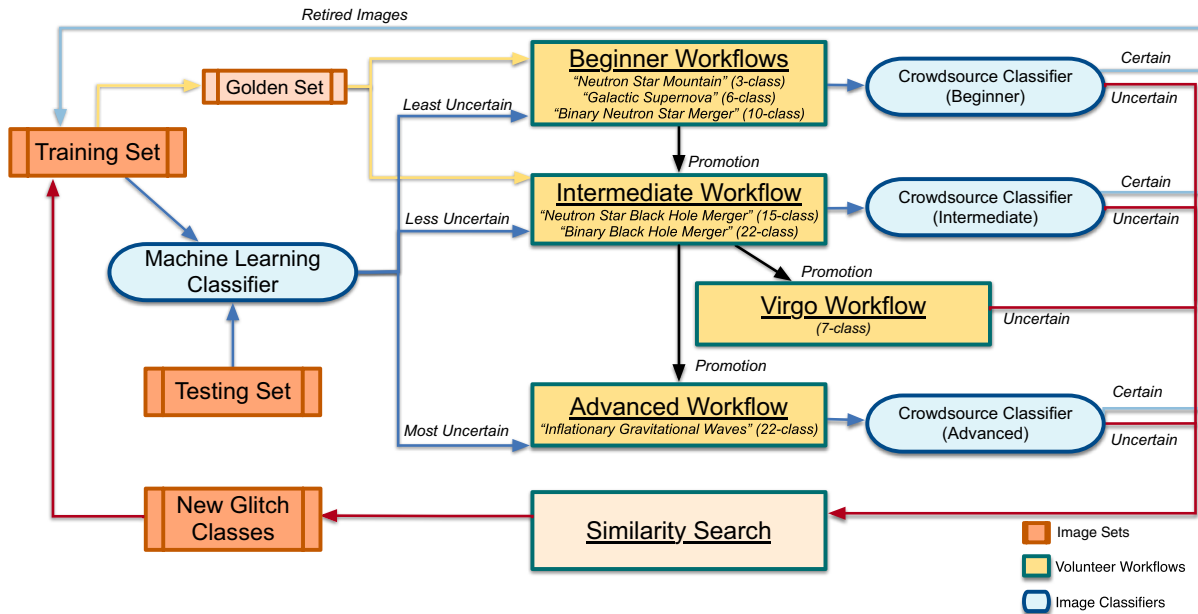 Retired Images
Beginner Workflows
“Neutron Star Mountain” (3-class)
“Galactic Supernova” (6-class)
“Binary Neutron Star Merger” (10-class)
Crowdsource Classifier
(Beginner)
Certain
Uncertain
Golden Set
Least Uncertain
Training Set
Promotion
Intermediate Workflow
“Neutron Star Black Hole Merger” (15-class)
“Binary Black Hole Merger” (22-class)
Crowdsource Classifier
(Intermediate)
Certain
Uncertain
Less Uncertain
Machine Learning
Classifier
Promotion
Virgo Workflow
(7-class)
Uncertain
Promotion
Testing Set
Advanced Workflow
“Inflationary Gravitational Waves” (22-class)
Crowdsource Classifier
(Advanced)
Certain
Uncertain
Most Uncertain
New Glitch
Classes
Similarity Search
Image Sets
Volunteer Workflows
Image Classifiers